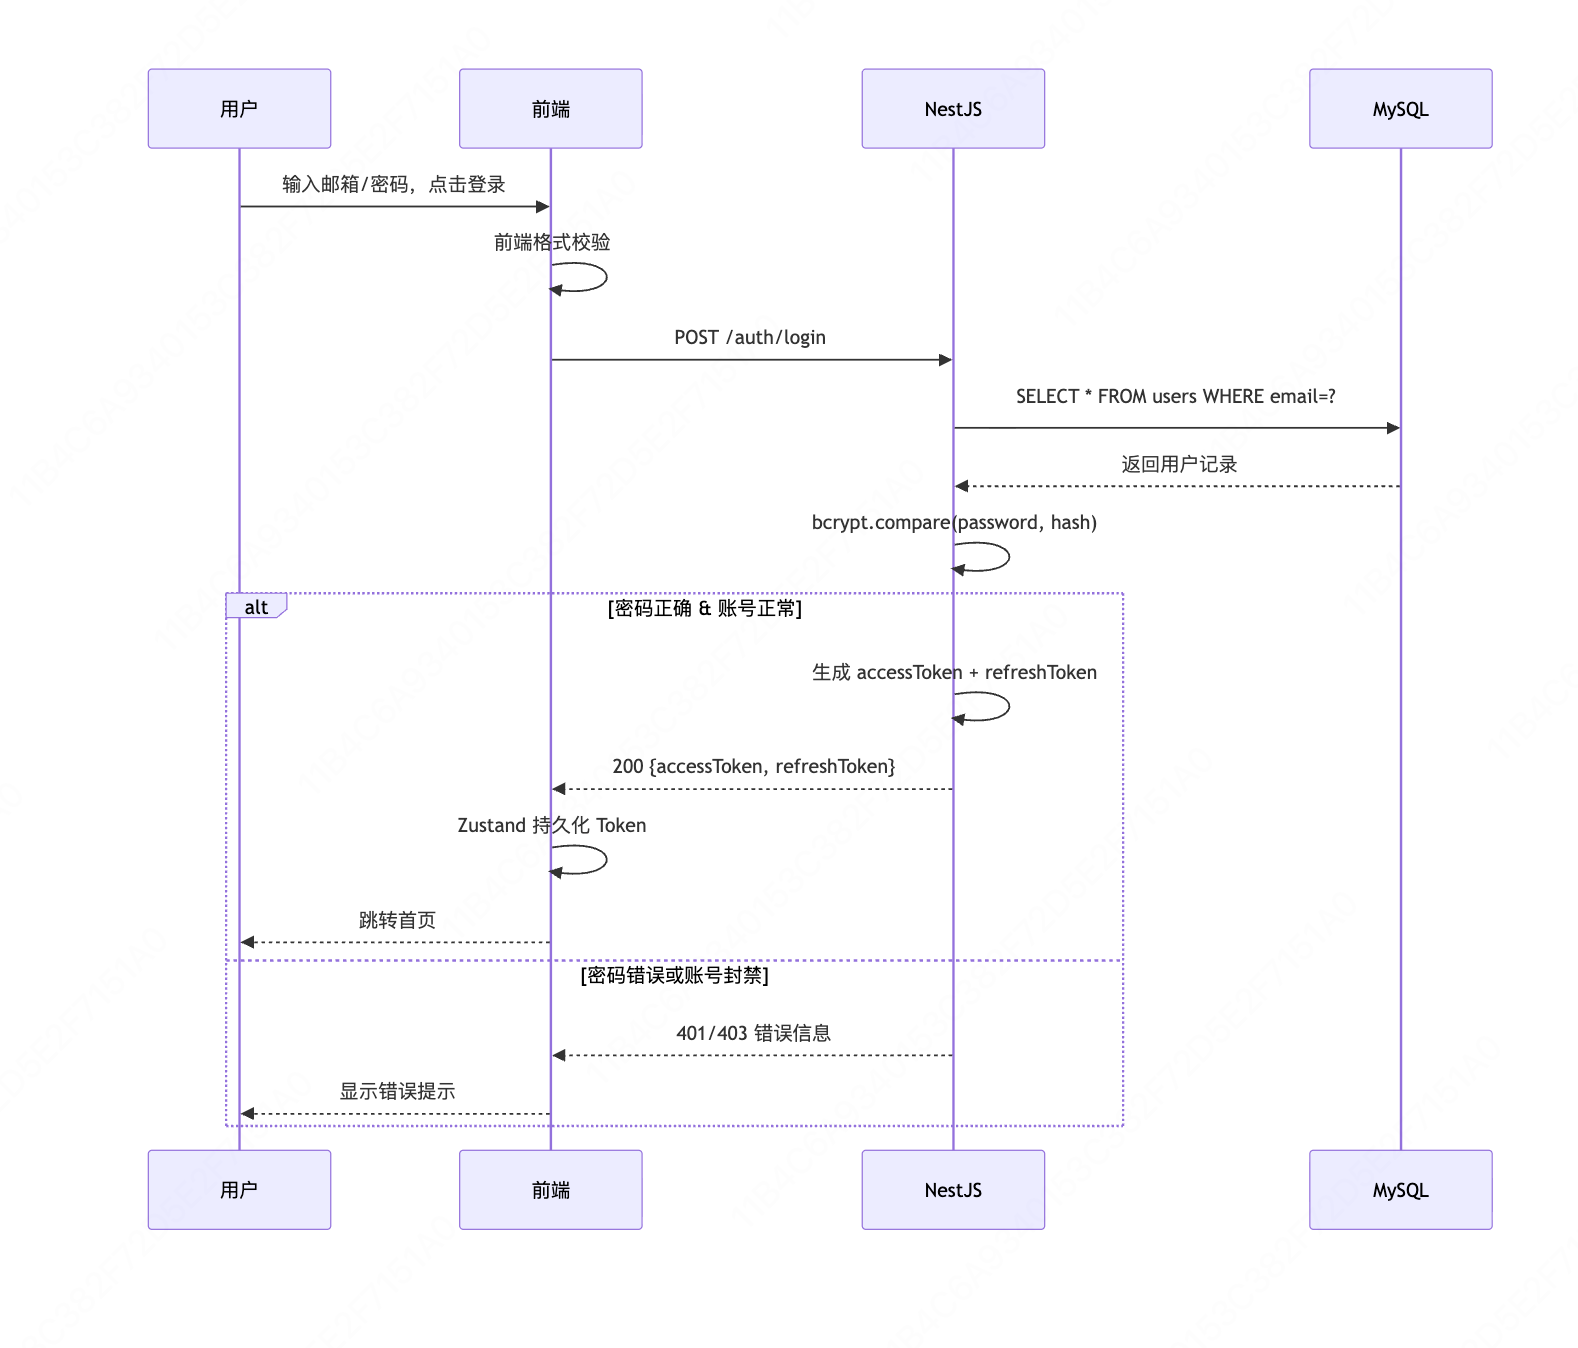 用户
前端
NestJS
MySQL
输入邮箱/密码，点击登录
前端格式校验
POST /auth/login
SELECT * FROM users WHERE email=?
返回用户记录
bcrypt.compare(password, hash)
alt
[密码正确 & 账号正常]
生成 accessToken + refreshToken
200 {accessToken, refreshToken}
Zustand 持久化 Token
跳转首页
[密码错误或账号封禁]
401/403 错误信息
显示错误提示
用户
前端
NestJS
MySQL